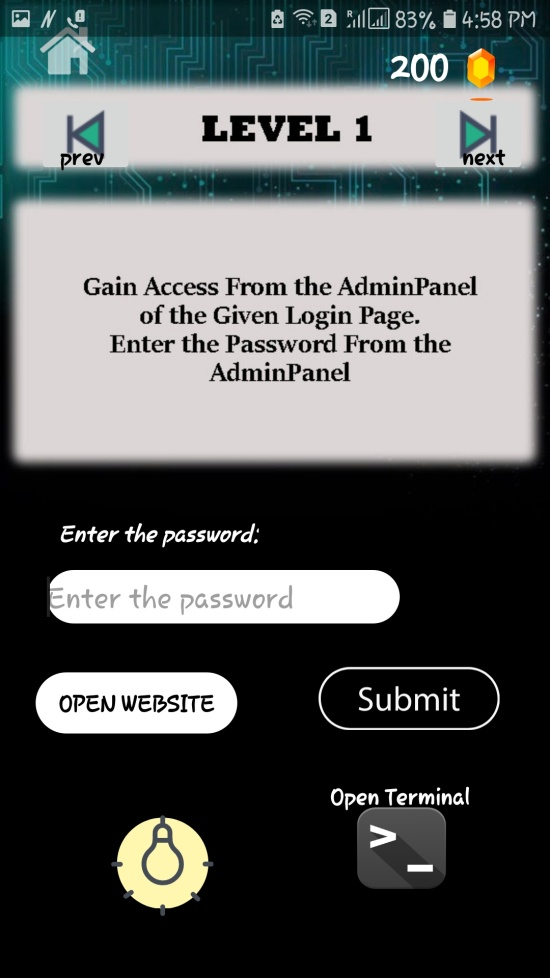 83% 4:58 PM
200
LEVEL 1
prev
next
Gain Access From the AdminPanel
of the Given Login Page.
Enter the Password From the
AdminPanel
Enter the password:
Enter the password
OPEN WEBSITE
Submit
Open Terminal
>_